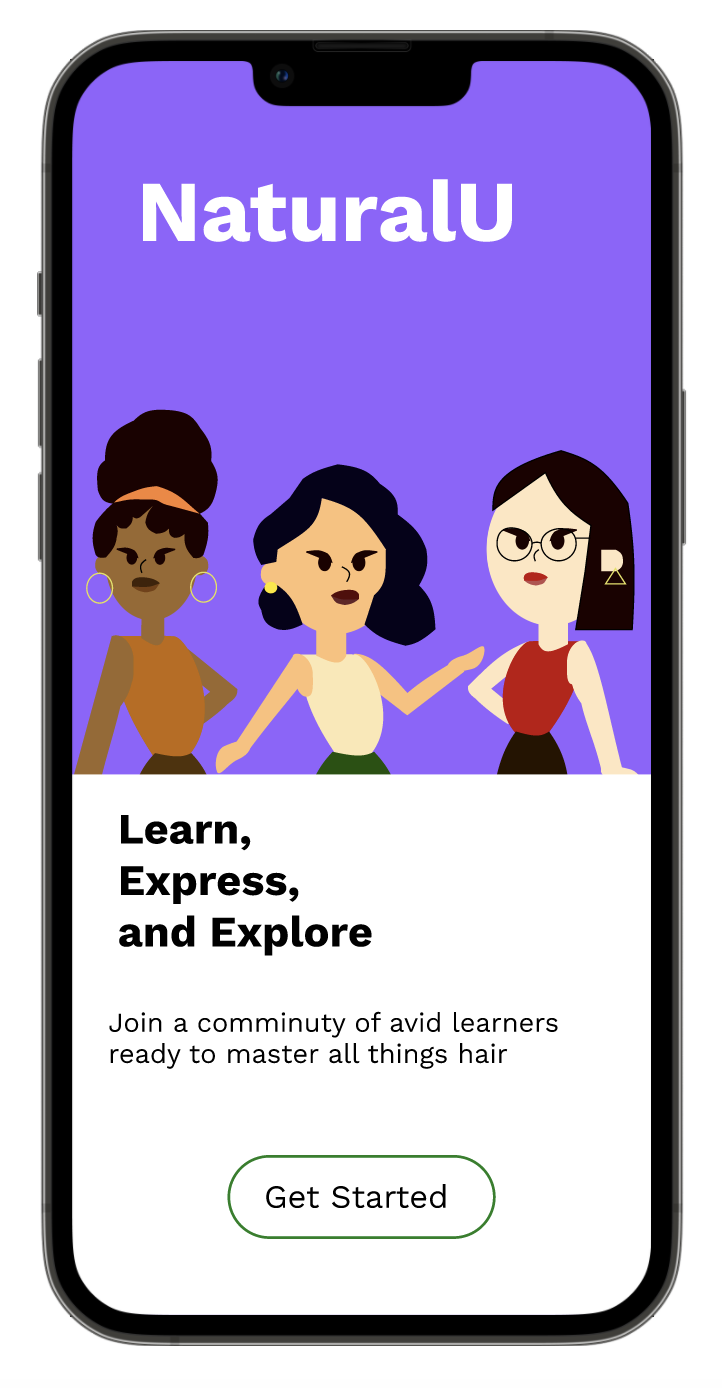 NaturalU
Learn,
Express,
and Explore
Join a comminuty of avid learners
ready to master all things hair
Get Started